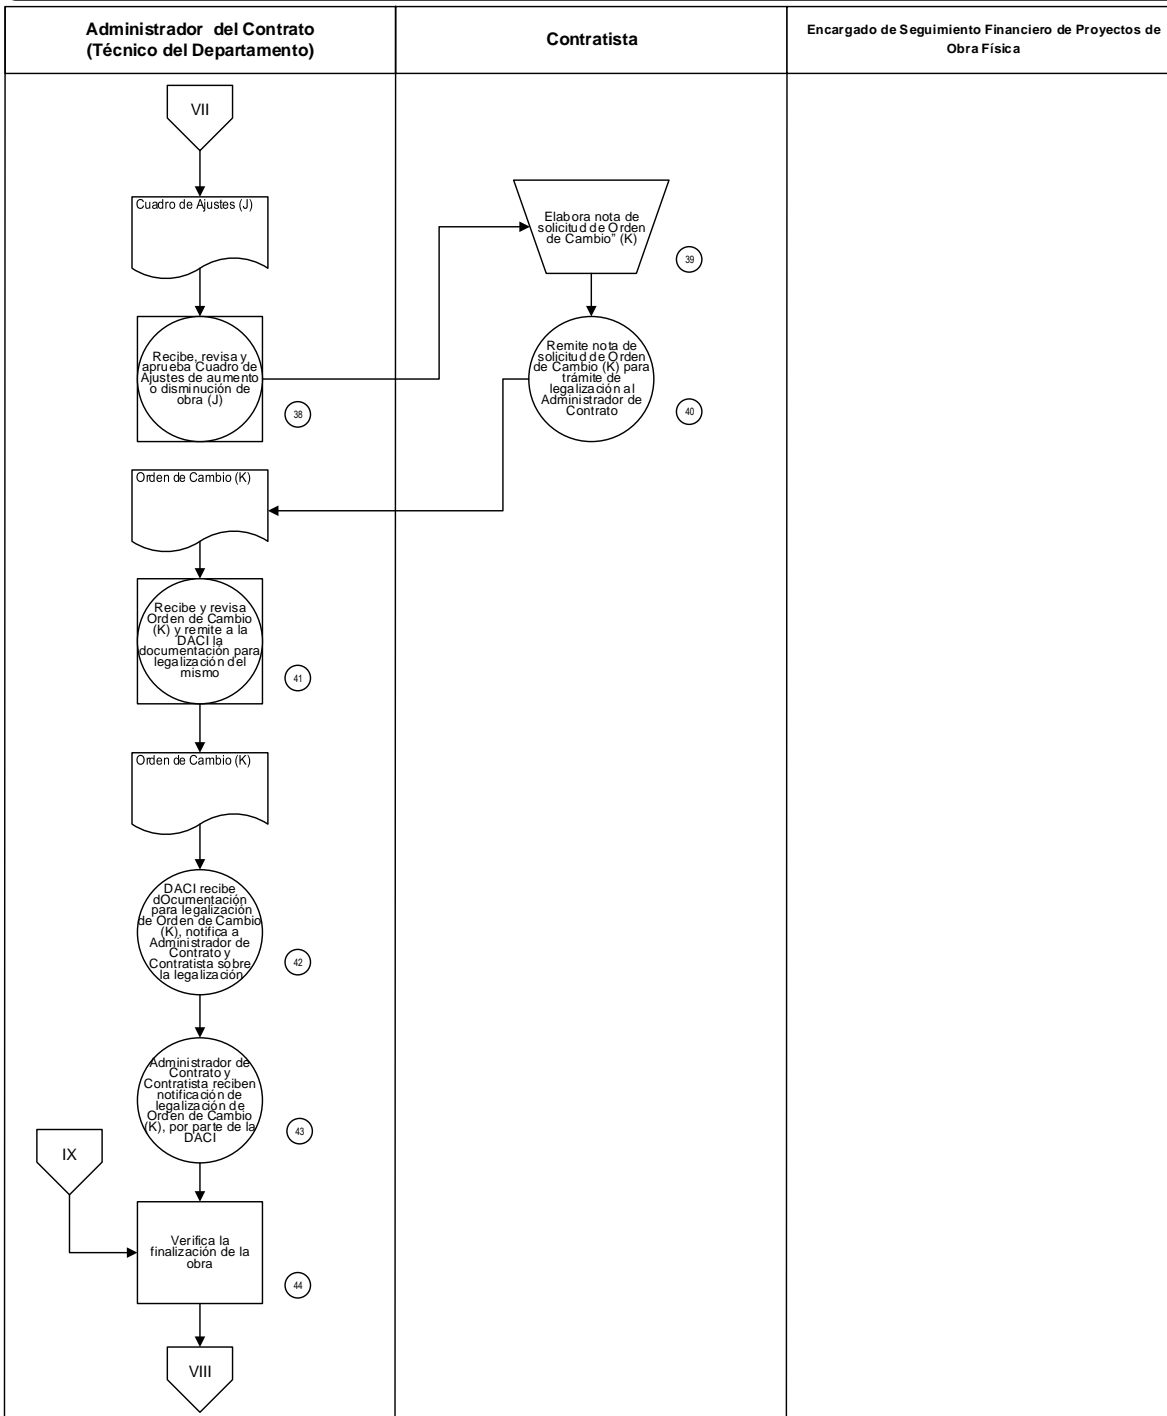 Administrador del Contrato
(Técnico del Departamento)
Contratista
Encargado de Seguimiento Financiero de Proyectos de
Obra Física
VII
Cuadro de Ajustes (J)
Elabora nota de
solicitud de Orden
de Cambio” (K)
39
Recibe, revisa y
aprueba Cuadro de
Ajustes de aumento
o disminución de
obra (J)
38
Remite nota de
solicitud de Orden
de Cambio (K) para
trámite de
legalización al
Administrador de
Contrato
40
Orden de Cambio (K)
Recibe y revisa
Orden de Cambio
(K) y remite a la
DACI la
documentación para
legalización del
mismo
41
Orden de Cambio (K)
DACI recibe
dOcumentación
para legalización
de Orden de Cambio
(K), notifica a
Administrador de
Contrato y
Contratista sobre
la legalización
42
Administrador de
Contrato y
Contratista reciben
notificación de
legalización de
Orden de Cambio
(K), por parte de la
DACI
43
IX
Verifica la
finalización de la
obra
44
VIII